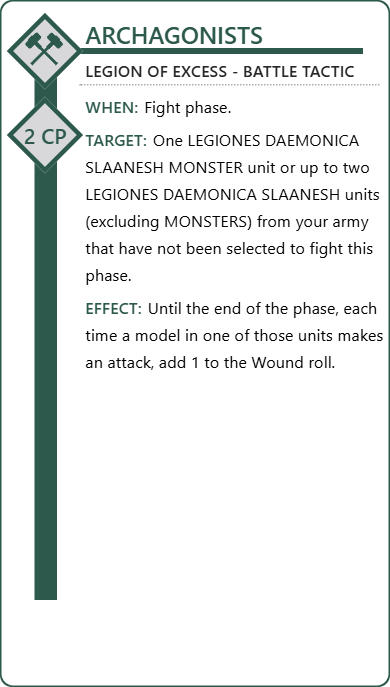 ARCHAGONISTS
LEGION OF EXCESS - BATTLE TACTIC
WHEN: Fight phase.
2 CP
TARGET: One LEGIONES DAEMONICA
SLAANESH MONSTER unit or up to two
LEGIONES DAEMONICA SLAANESH units
(excluding MONSTERS) from your army
that have not been selected to fight this
phase.
EFFECT: Until the end of the phase, each
time a model in one of those units makes
an attack, add 1 to the Wound roll.